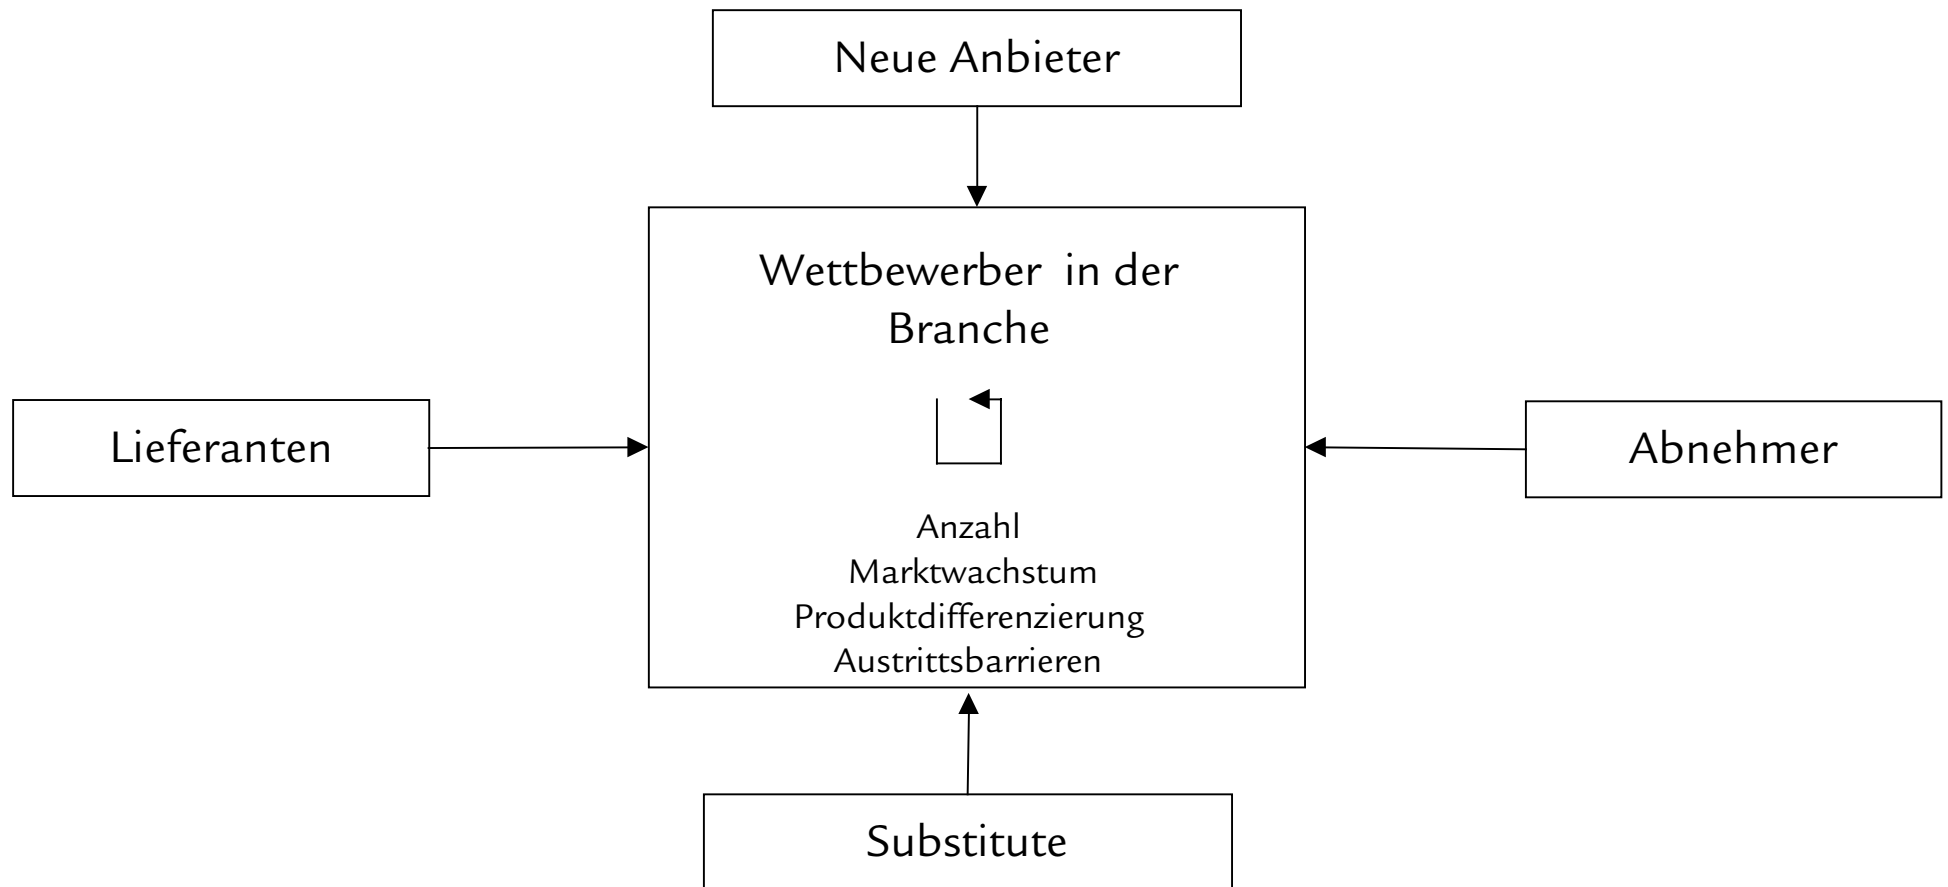 Neue Anbieter
Wettbewerber in der
Branche
Lieferanten
Abnehmer
Anzahl
Marktwachstum
Produktdifferenzierung
Austrittsbarrieren
Substitute